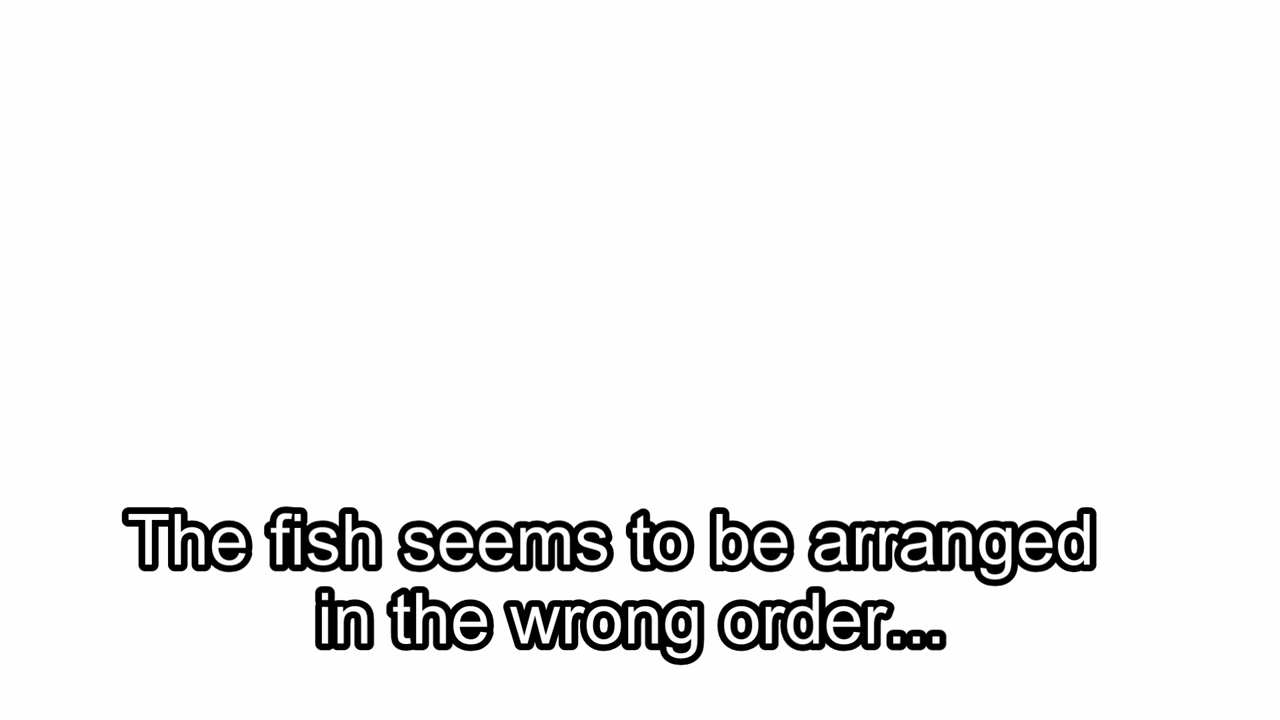 The fish seems to be arranged
in the wrong order...